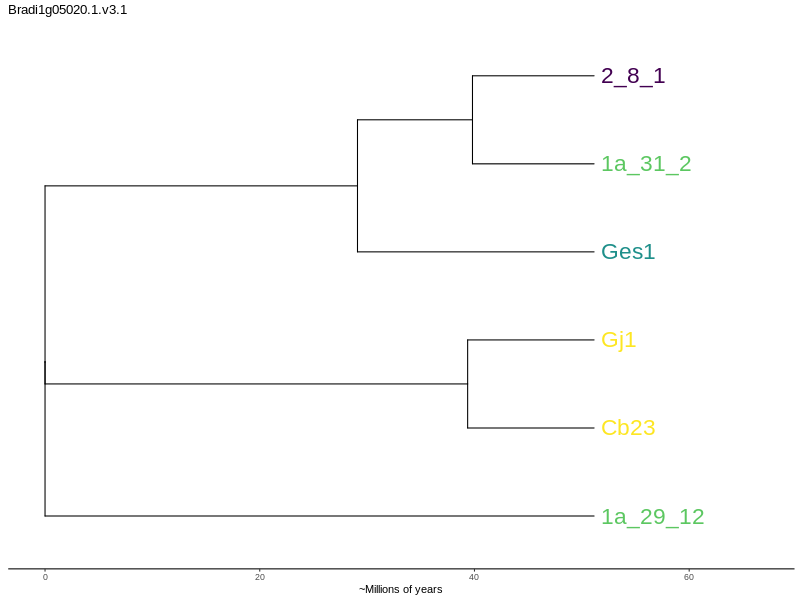 Bradi1g05020.1.v3.1
2_8_1
1a_31_2
Ges1
Gj1
Cb23
1a_29_12
0 20 40 60
~Millions of years